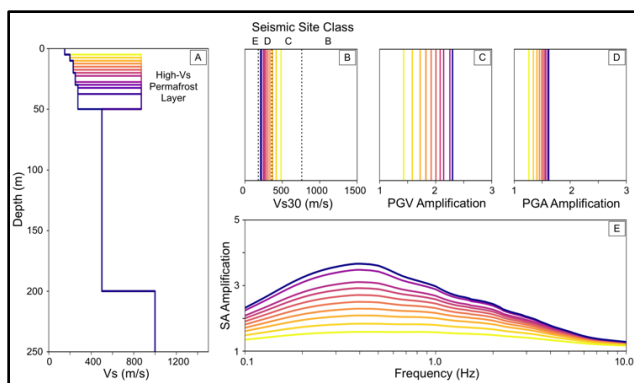 Seismic Site Class
E D C B
A
B
C
D
High-Vs
Permafrost
Layer
0
50
100
150
200
250
Depth (m)
0 400 800 1200
Vs (m/s)
0 500 1000 1500
Vs30 (m/s)
1 2 3
PGV Amplification
1 2 3
PGA Amplification
E
5
3
1
SA Amplification
0.1 1.0 10.0
Frequency (Hz)